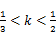 1/3 < k < 1/2